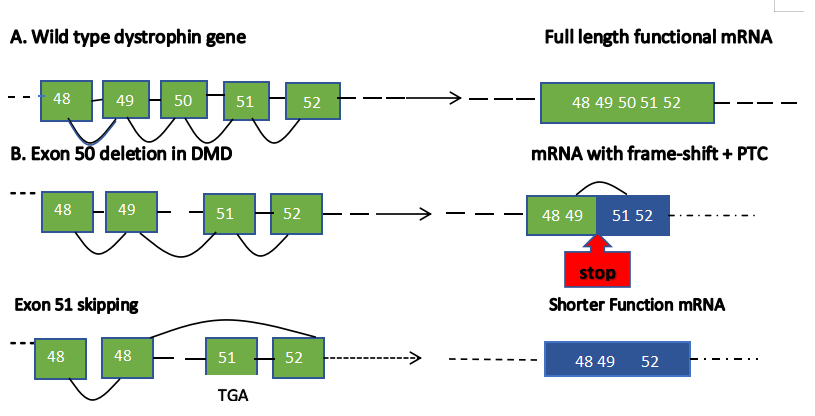 A. Wild type dystrophin gene
Full length functional mRNA
48 49 50 51 52
48 49 50 51 52
B. Exon 50 deletion in DMD
mRNA with frame-shift + PTC
48 49 51 52
48 49 51 52
stop
Exon 51 skipping
Shorter Function mRNA
48 48 51 52
48 49 52
TGA